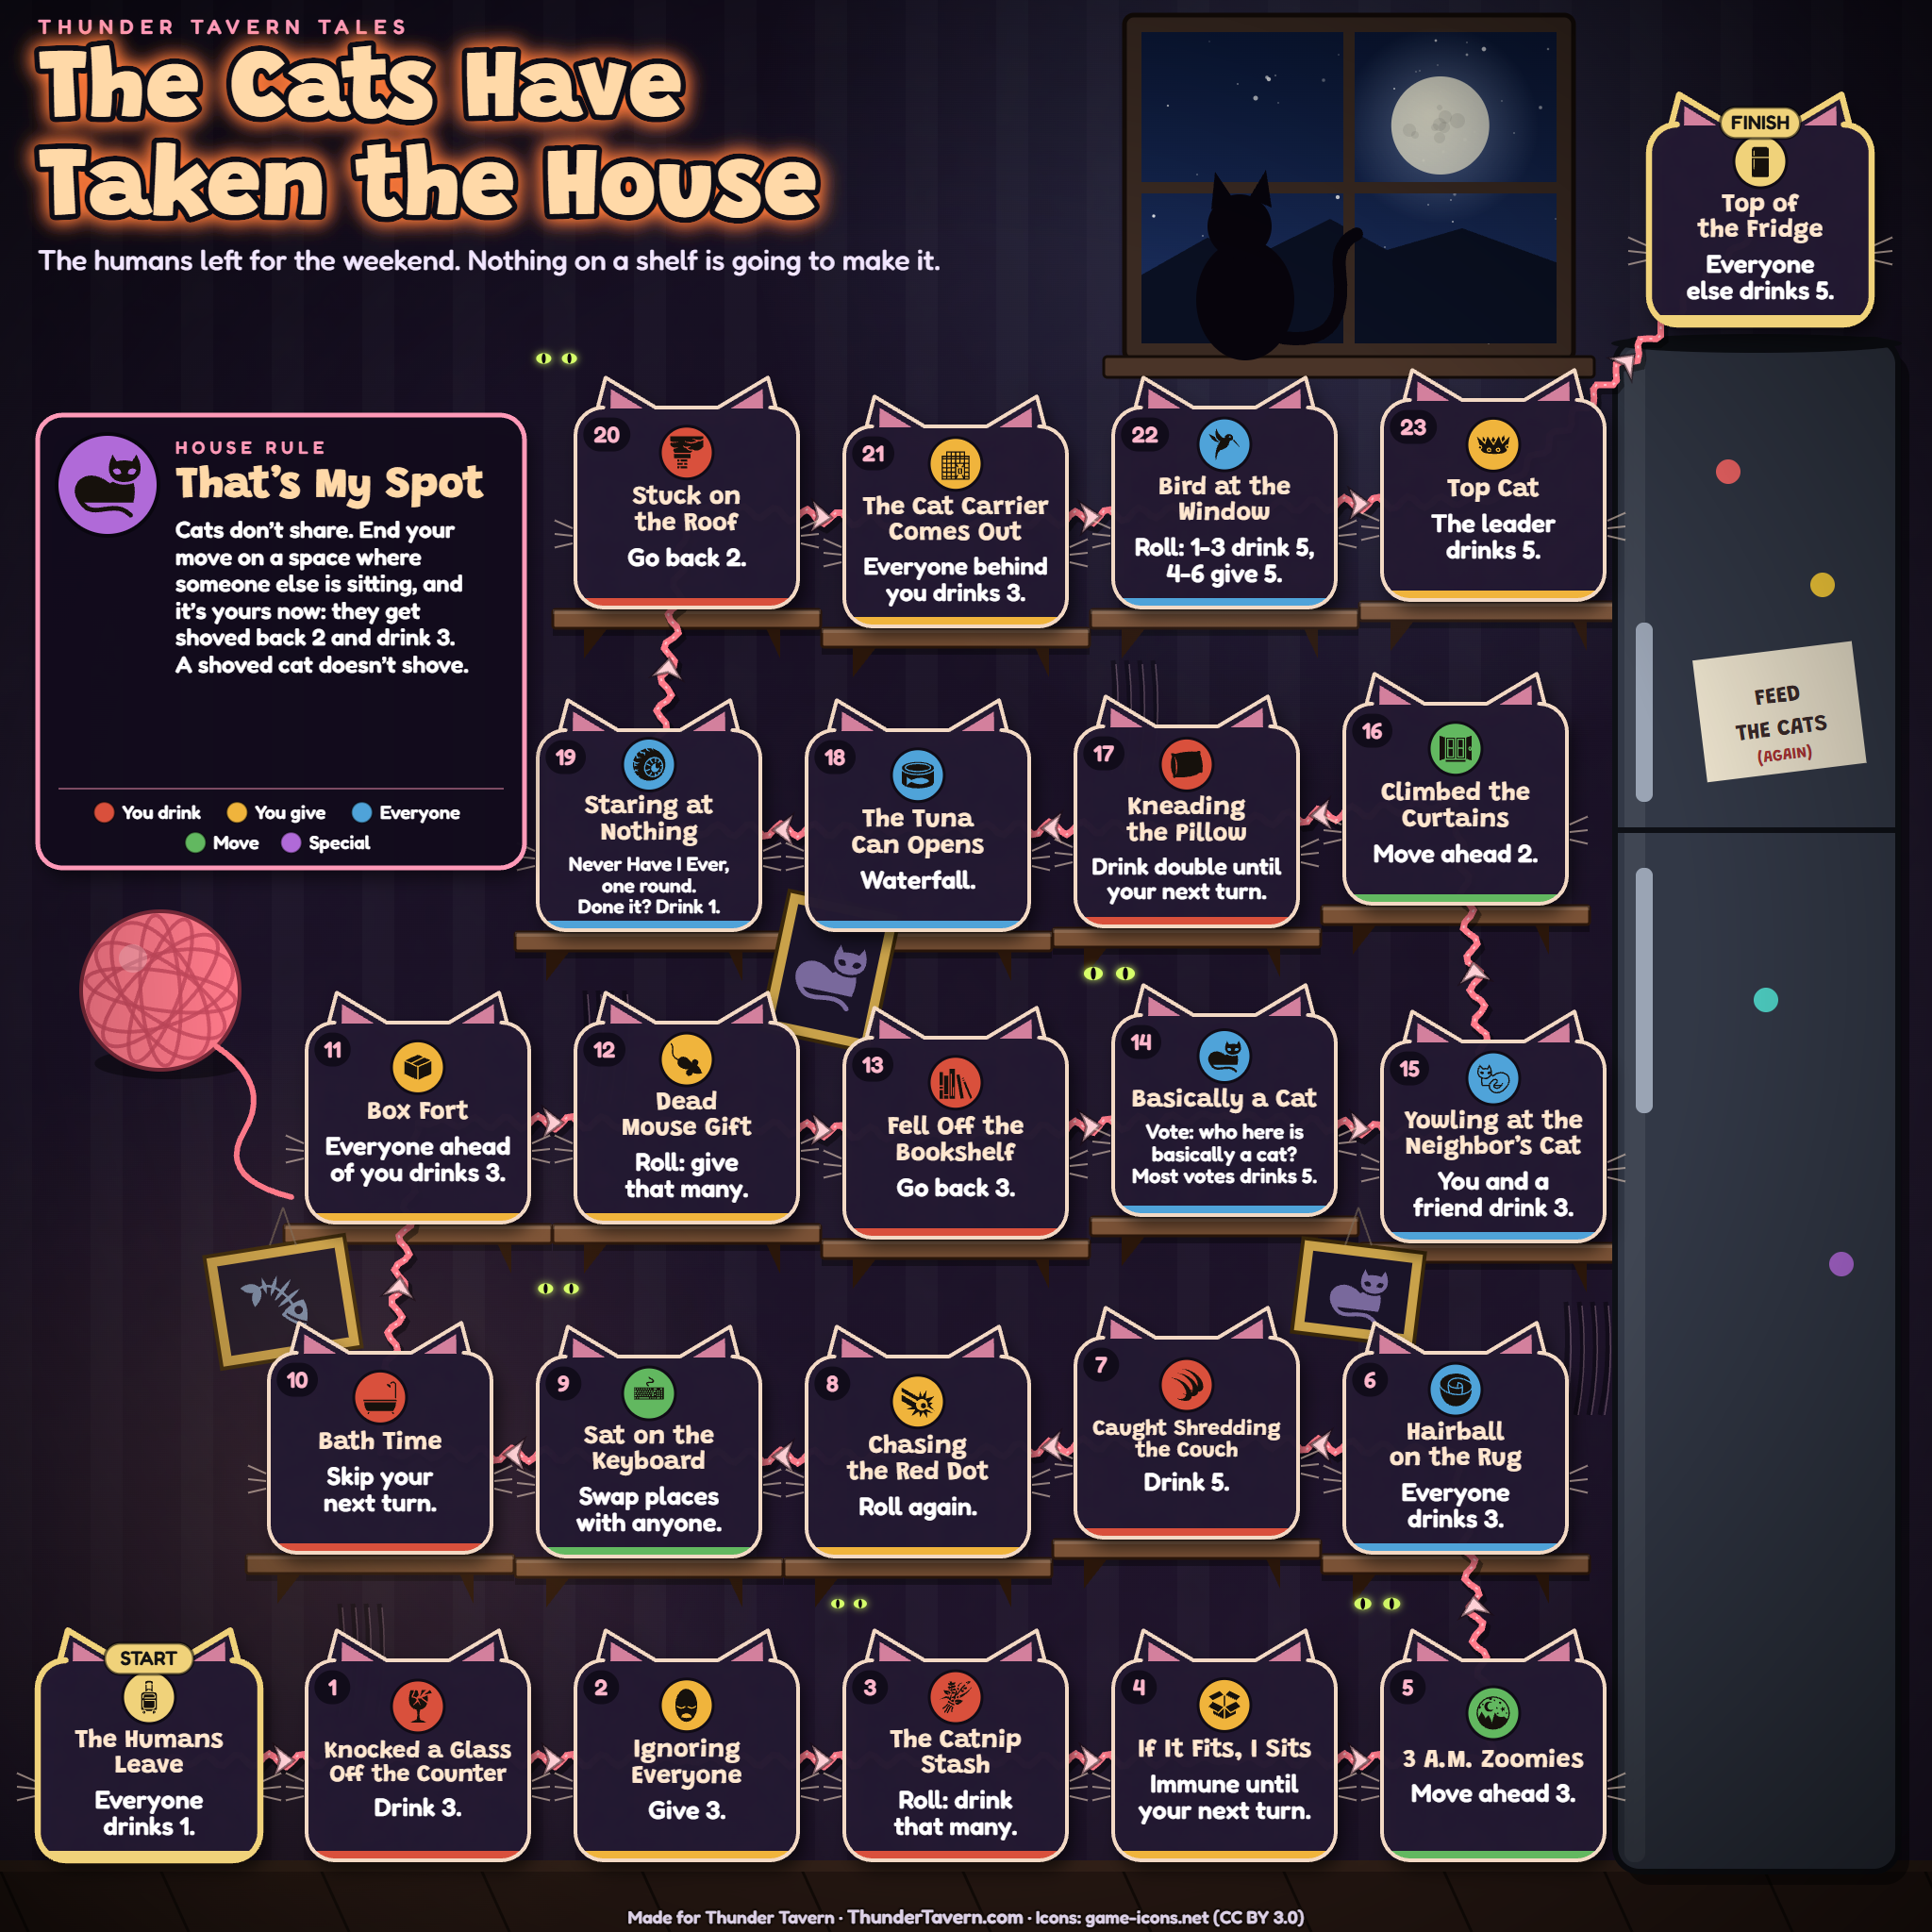 THUNDER TAVERN TALES
The Cats Have
Taken the House
The humans left for the weekend. Nothing on a shelf is going to make it.
FINISH
Top of
the Fridge
Everyone
else drinks 5.
HOUSE RULE
That's My Spot
Cats don't share. End your
move on a space where
someone else is sitting, and
it's yours now: they get
shoved back 2 and drink 3.
A shoved cat doesn't shove.
You drink
You give
Everyone
Move
Special
20
Stuck on
the Roof
Go back 2.
21
The Cat Carrier
Comes Out
Everyone behind
you drinks 3.
22
Bird at the
Window
Roll: 1-3 drink 5,
4-6 give 5.
23
Top Cat
The leader
drinks 5.
FEED
THE CATS
(AGAIN)
19
Staring at
Nothing
Never Have I Ever,
one round.
Done it? Drink 1.
18
The Tuna
Can Opens
Waterfall.
17
Kneading
the Pillow
Drink double until
your next turn.
16
Climbed the
Curtains
Move ahead 2.
11
Box Fort
Everyone ahead
of you drinks 3.
12
Dead
Mouse Gift
Roll: give
that many.
13
Fell Off the
Bookshelf
Go back 3.
14
Basically a Cat
Vote: who here is
basically a cat?
Most votes drinks 5.
15
Yowling at the
Neighbor's Cat
You and a
friend drink 3.
10
Bath Time
Skip your
next turn.
9
Sat on the
Keyboard
Swap places
with anyone.
8
Chasing
the Red Dot
Roll again.
7
Caught Shredding
the Couch
Drink 5.
6
Hairball
on the Rug
Everyone
drinks 3.
START
The Humans
Leave
Everyone
drinks 1.
1
Knocked a Glass
Off the Counter
Drink 3.
2
Ignoring
Everyone
Give 3.
3
The Catnip
Stash
Roll: drink
that many.
4
If It Fits, I Sits
Immune until
your next turn.
5
3 A.M. Zoomies
Move ahead 3.
Made for Thunder Tavern · ThunderTavern.com · Icons: game-icons.net (CC BY 3.0)